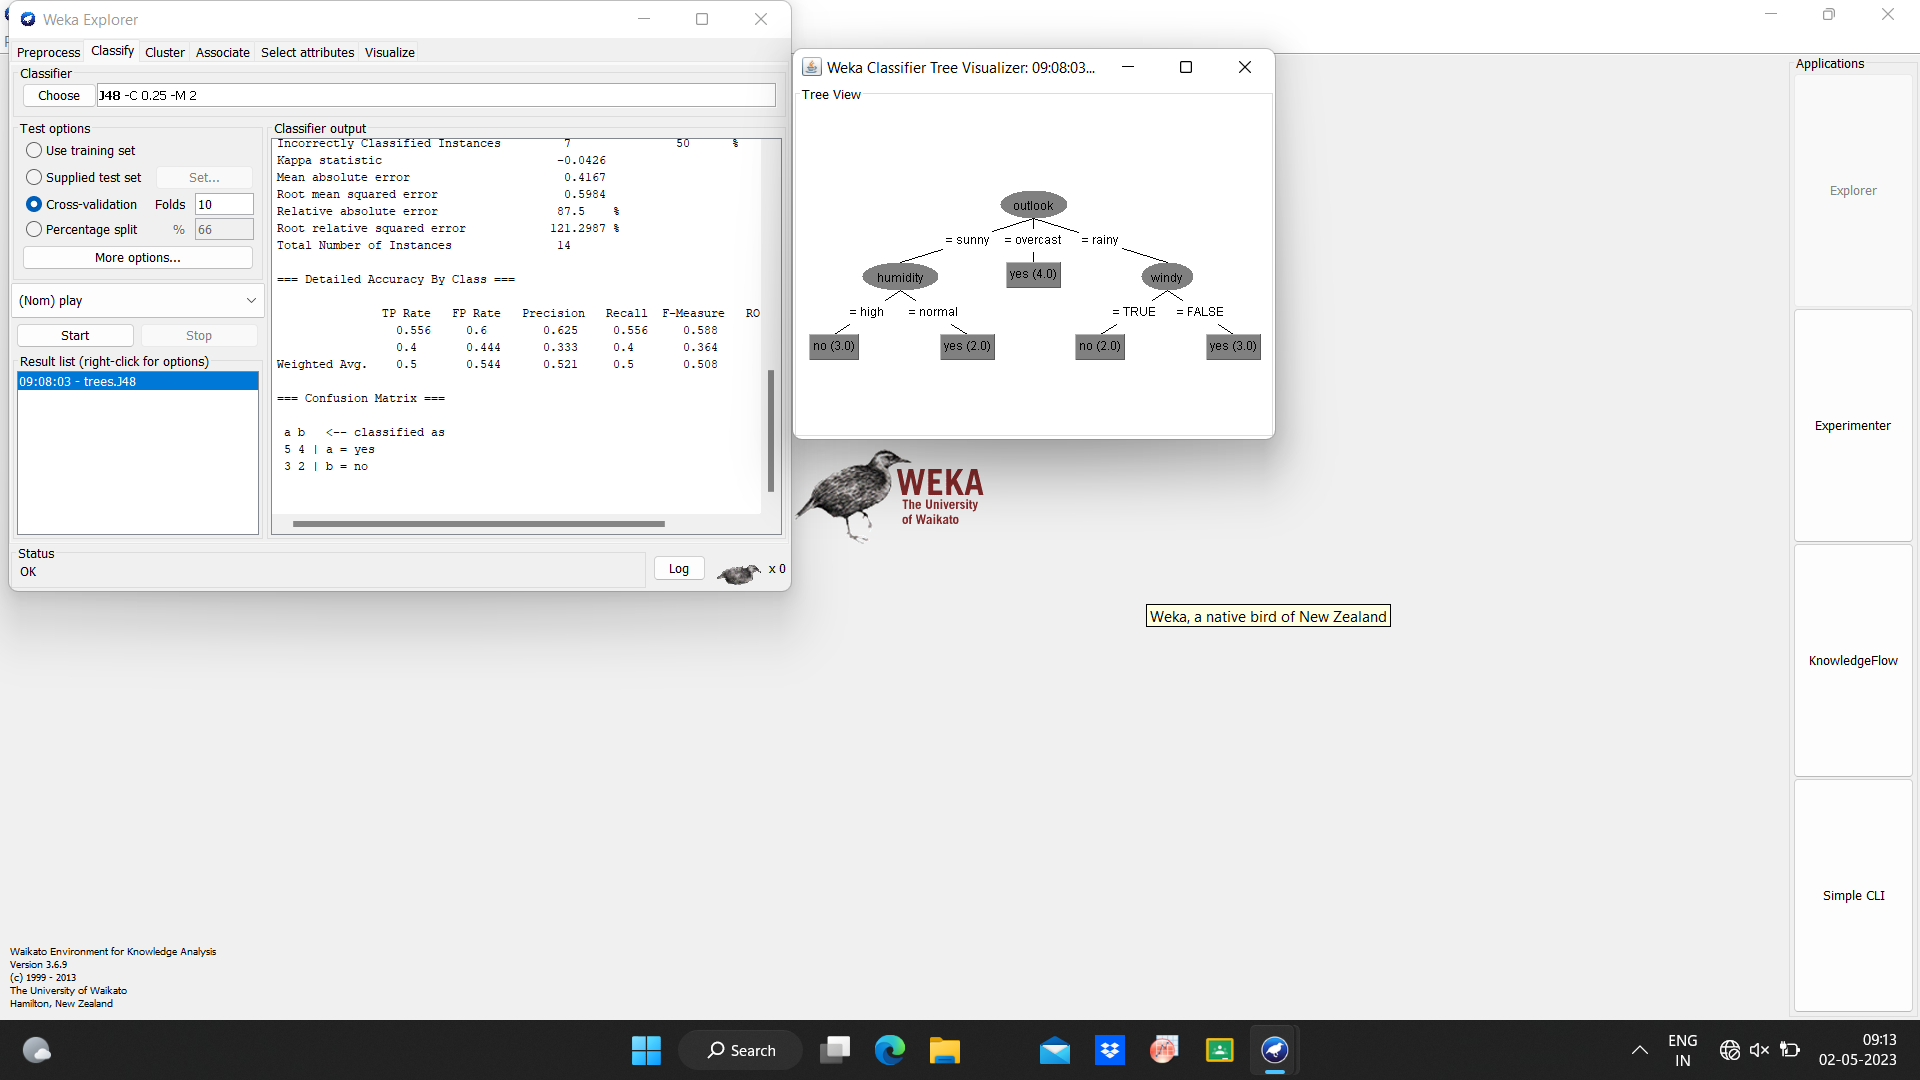 Weka Explorer
Preprocess Classify Cluster Associate Select attributes Visualize
Classifier
Choose J48 -C 0.25 -M 2
Test options
Use training set
Supplied test set Set...
Cross-validation Folds 10
Percentage split % 66
More options...
(Nom) play
Start Stop
Result list (right-click for options)
09:08:03 - trees.J48
Classifier output
Incorrectly Classified Instances 7 50 %
Kappa statistic -0.0426
Mean absolute error 0.4167
Root mean squared error 0.5984
Relative absolute error 87.5 %
Root relative squared error 121.2987 %
Total Number of Instances 14
=== Detailed Accuracy By Class ===
TP Rate FP Rate Precision Recall F-Measure RO
0.556 0.6 0.625 0.556 0.588
0.4 0.444 0.333 0.4 0.364
Weighted Avg. 0.5 0.544 0.521 0.5 0.508
=== Confusion Matrix ===
a b <-- classified as
5 4 | a = yes
3 2 | b = no
Status
OK
Log
x 0
Weka Classifier Tree Visualizer: 09:08:03...
Tree View
outlook
= sunny = overcast = rainy
humidity yes (4.0) windy
= high = normal = TRUE = FALSE
no (3.0) yes (2.0) no (2.0) yes (3.0)
WEKA
The University
of Waikato
Weka, a native bird of New Zealand
Applications
Explorer
Experimenter
KnowledgeFlow
Simple CLI
Waikato Environment for Knowledge Analysis
Version 3.6.9
(c) 1999 - 2013
The University of Waikato
Hamilton, New Zealand
Search
ENG
IN
09:13
02-05-2023